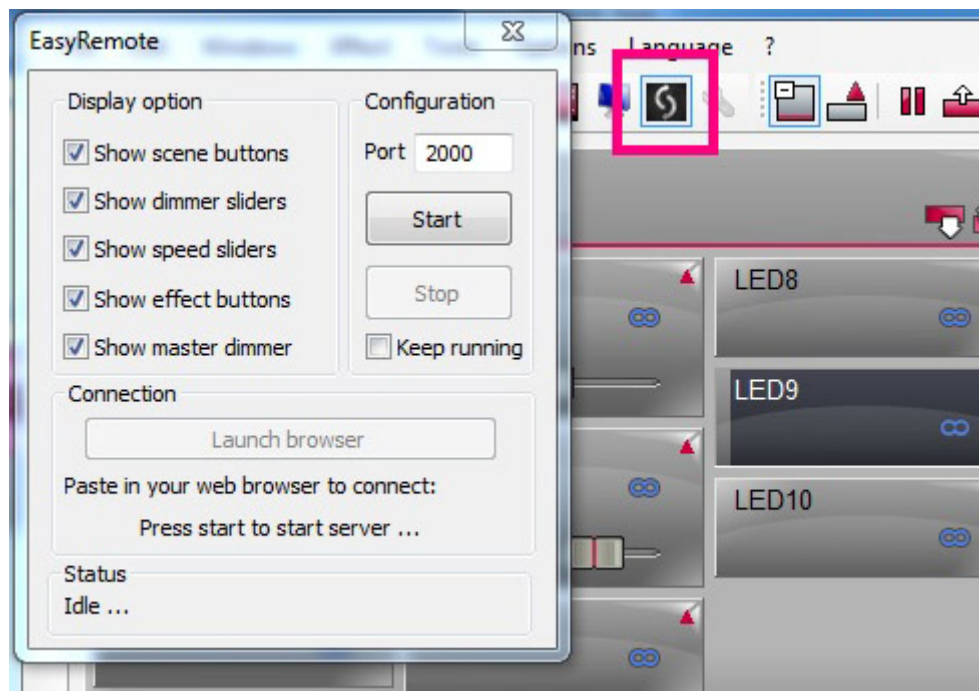 EasyRemote
Language ?
Display option
Show scene buttons
Show dimmer sliders
Show speed sliders
Show effect buttons
Show master dimmer
Configuration
Port 2000
Start
Stop
Keep running
Connection
Launch browser
Paste in your web browser to connect:
Press start to start server ...
Status
Idle ...
LED8
LED9
LED10